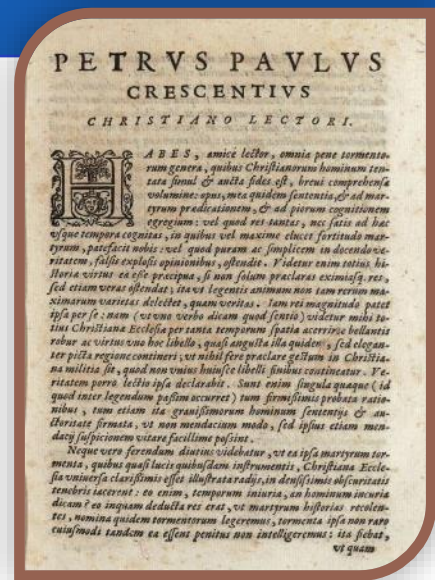 PETRVS PAVLVS
CRESCENTIVS
CHRISTIANO LECTORI.
HABES, amice lector, omnia pene tormento-
rum genera, quibus Christianorum hominum ten-
tata simul & aucta fides est, breui comprehensa
volumine: opus, mea quidem sententia, & ad mar-
tyrum prædicationem, & ad piorum cognitionem
egregium: vel quod res tantas, nec satis ad hæc
vsque tempora cognitas, in quibus vel maxime elucet fortitudo mar-
tyrum, patefacit nobis: vel quod puram ac simplicem in docendo ve-
ritatem, falsis explosis opinionibus, ostendit. Videtur enim totius hi-
storia virtus ea esse præcipua, si non solum præclaras eximiasq. res,
sed etiam veras ostendat; ita vt legentis animum non tam rerum ma-
ximarum varietas delectet, quam veritas. Iam rei magnitudo patet
ipsa per se: nam (vt vno verbo dicam quod sentio) videtur mihi to-
tius Christianæ Ecclesiæ per tanta temporum spatia acerrime bellantis
robur ac virtus vno hoc libello, quasi angusta illa quidem, sed elegan-
ter picta regione contineri; vt nihil fere præclare gestum in Christia-
na militia sit, quod non vnius huiusce libelli finibus contineatur. Ve-
ritatem porro lectio ipsa declarabit. Sunt enim singula quæque (id
quod inter legendum passim occurret) tum firmissimis probata ratio-
nibus, tum etiam ita grauissimorum hominum sententijs & au-
ctoritate firmata, vt non mendacium modo, sed ipsius etiam men-
dacij suspicionem vitare facillime possint.
Neque vero ferendum diutius videbatur, vt ea ipsa martyrum tor-
menta, quibus quasi lucis quibusdam instrumentis, Christiana Eccle-
sia vniuersa clarissimis esset illustrata radijs, in densissimis obscuritatis
tenebris iacerent: eo enim, temporum iniuria, an hominum incuria
dicam? eo inquam deducta res erat, vt martyrum historias recolen-
tes, nomina quidem tormentorum legeremus, tormenta ipsa non raro
cuiusmodi tandem ea essent penitus non intelligeremus: ita fiebat,
vt quam